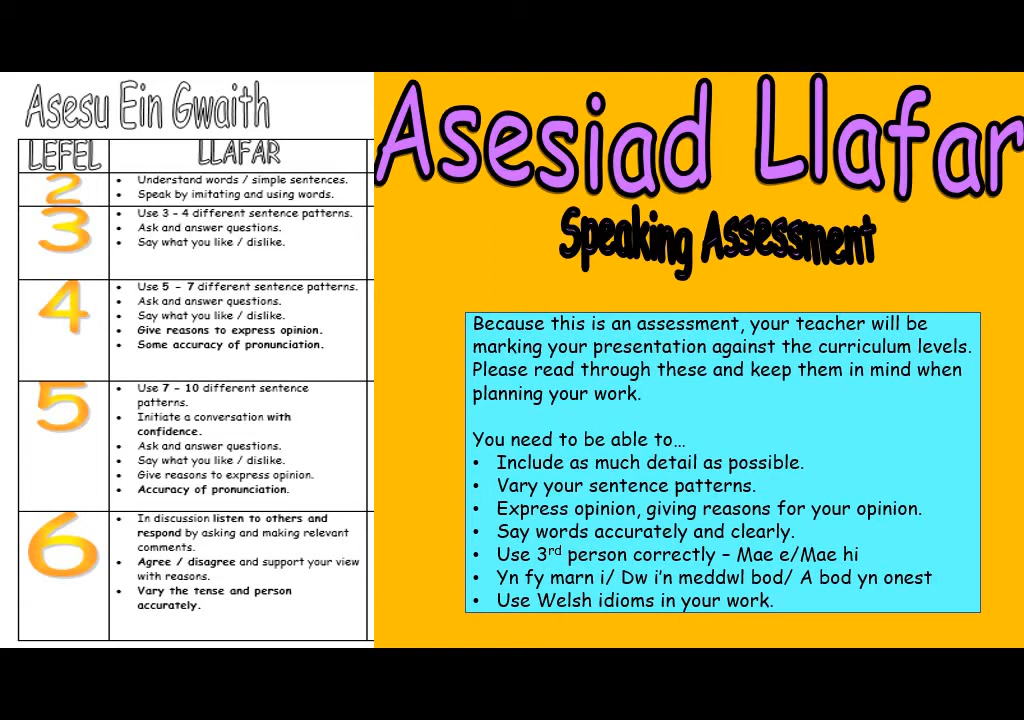 Asesu Ein Gwaith
LEFEL LLAFAR
2
• Understand words / simple sentences.
• Speak by imitating and using words.
3
• Use 3 – 4 different sentence patterns.
• Ask and answer questions.
• Say what you like / dislike.
4
• Use 5 - 7 different sentence patterns.
• Ask and answer questions.
• Say what you like / dislike.
• Give reasons to express opinion.
• Some accuracy of pronunciation.
5
• Use 7 – 10 different sentence
patterns.
• Initiate a conversation with
confidence.
• Ask and answer questions.
• Say what you like / dislike.
• Give reasons to express opinion.
• Accuracy of pronunciation.
6
• In discussion listen to others and
respond by asking and making relevant
comments.
• Agree / disagree and support your view
with reasons.
• Vary the tense and person
accurately.
Asesiad Llafar
Speaking Assessment
Because this is an assessment, your teacher will be
marking your presentation against the curriculum levels.
Please read through these and keep them in mind when
planning your work.
You need to be able to…
• Include as much detail as possible.
• Vary your sentence patterns.
• Express opinion, giving reasons for your opinion.
• Say words accurately and clearly.
• Use 3rd person correctly – Mae e/Mae hi
• Yn fy marn i/ Dw i’n meddwl bod/ A bod yn onest
• Use Welsh idioms in your work.